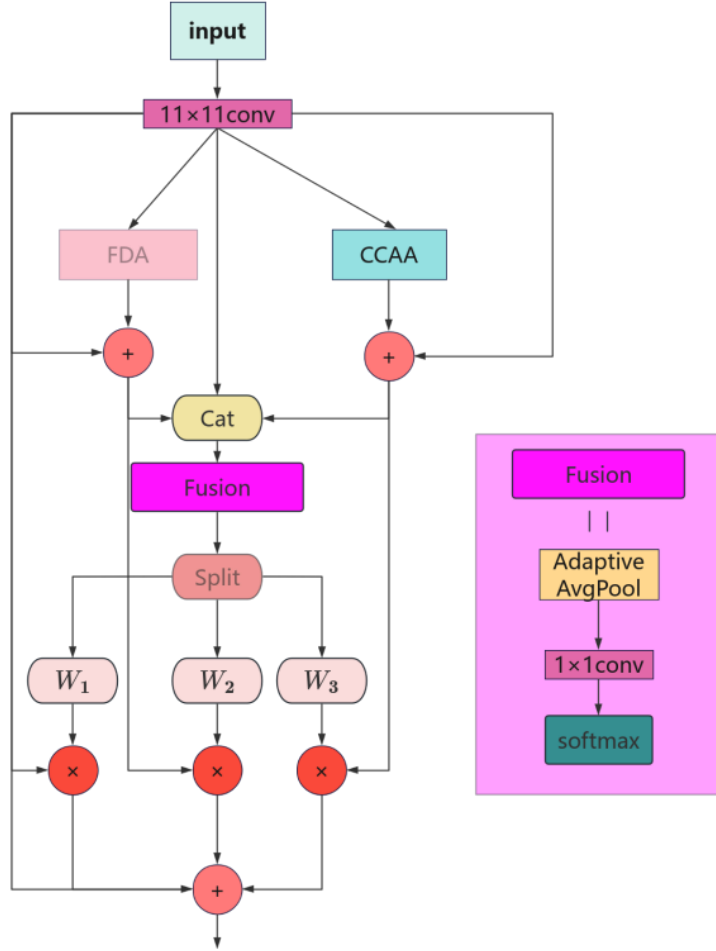 input
11×11conv
FDA
CCAA
+
+
Cat
Fusion
Split
W₁
W₂
W₃
×
×
×
+
Fusion
Adaptive
AvgPool
1×1conv
softmax